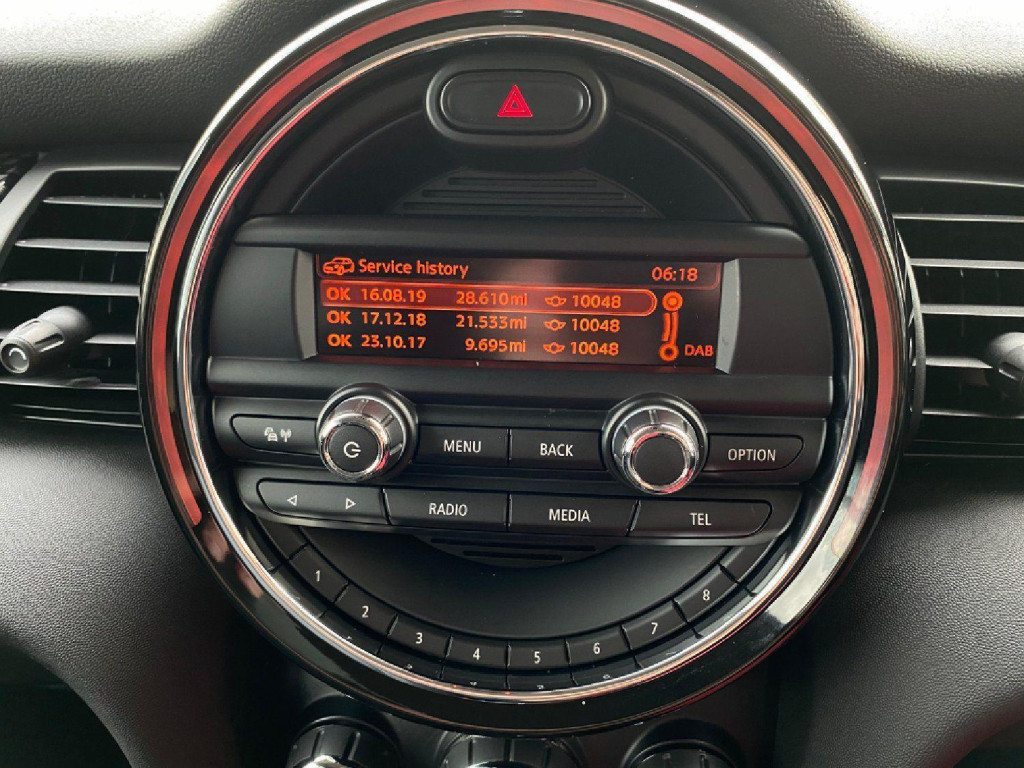 Service history 06:18
OK 16.08.19 28.610mi 10048
OK 17.12.18 21.533mi 10048
OK 23.10.17 9.695mi 10048
DAB
MENU BACK OPTION
RADIO MEDIA TEL
1 2 3 4 5 6 7 8